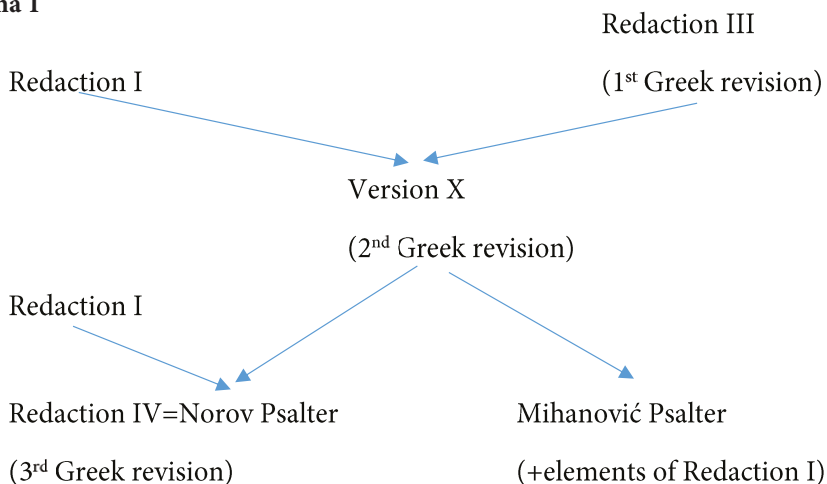 Redaction III
Redaction I
(1st Greek revision)
Version X
(2nd Greek revision)
Redaction I
Redaction IV=Norov Psalter
Mihanović Psalter
(3rd Greek revision)
(+elements of Redaction I)